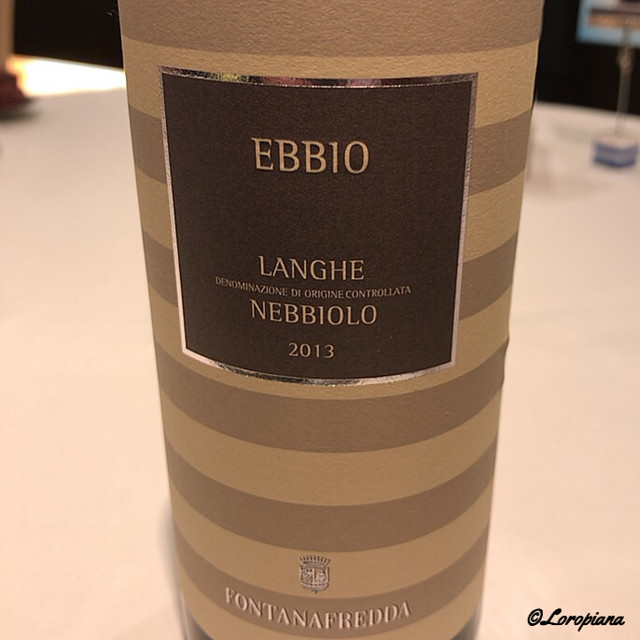 EBBIO
LANGHE
DENOMINAZIONE DI ORIGINE CONTROLLATA
NEBBIOLO
2013
FONTANAFREDDA
©Loropiana